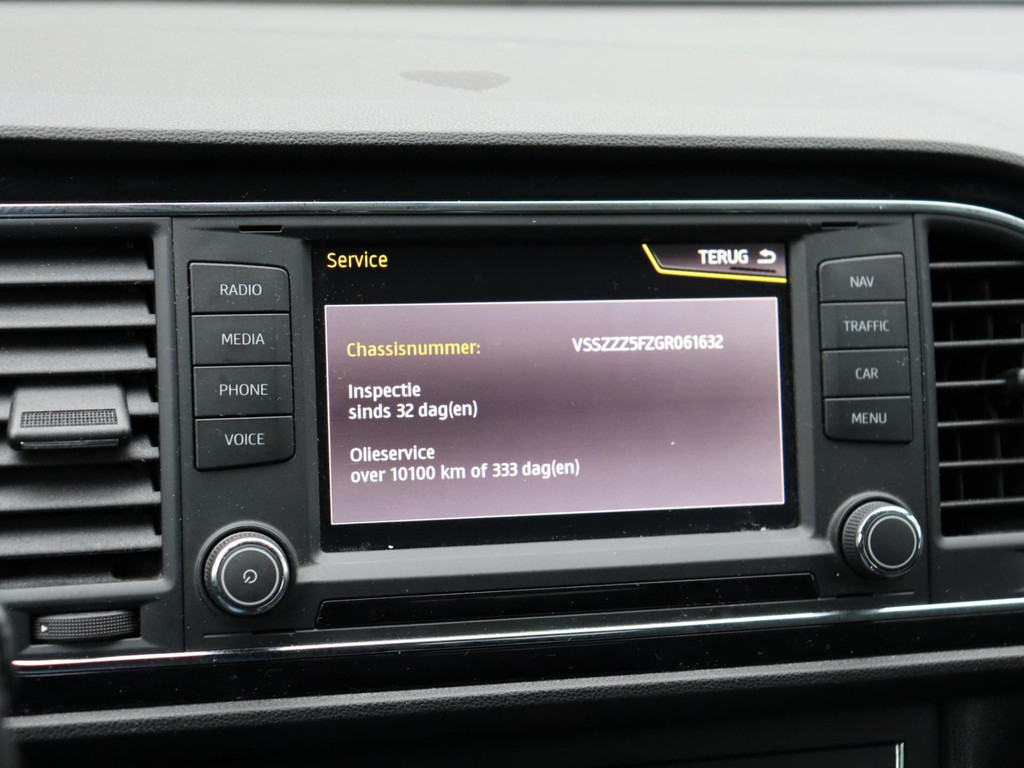 Service
TERUG
RADIO
MEDIA
PHONE
VOICE
Chassisnummer: VSSZZZ5FZGR061632
Inspectie
sinds 32 dag(en)
Olieservice
over 10100 km of 333 dag(en)
NAV
TRAFFIC
CAR
MENU